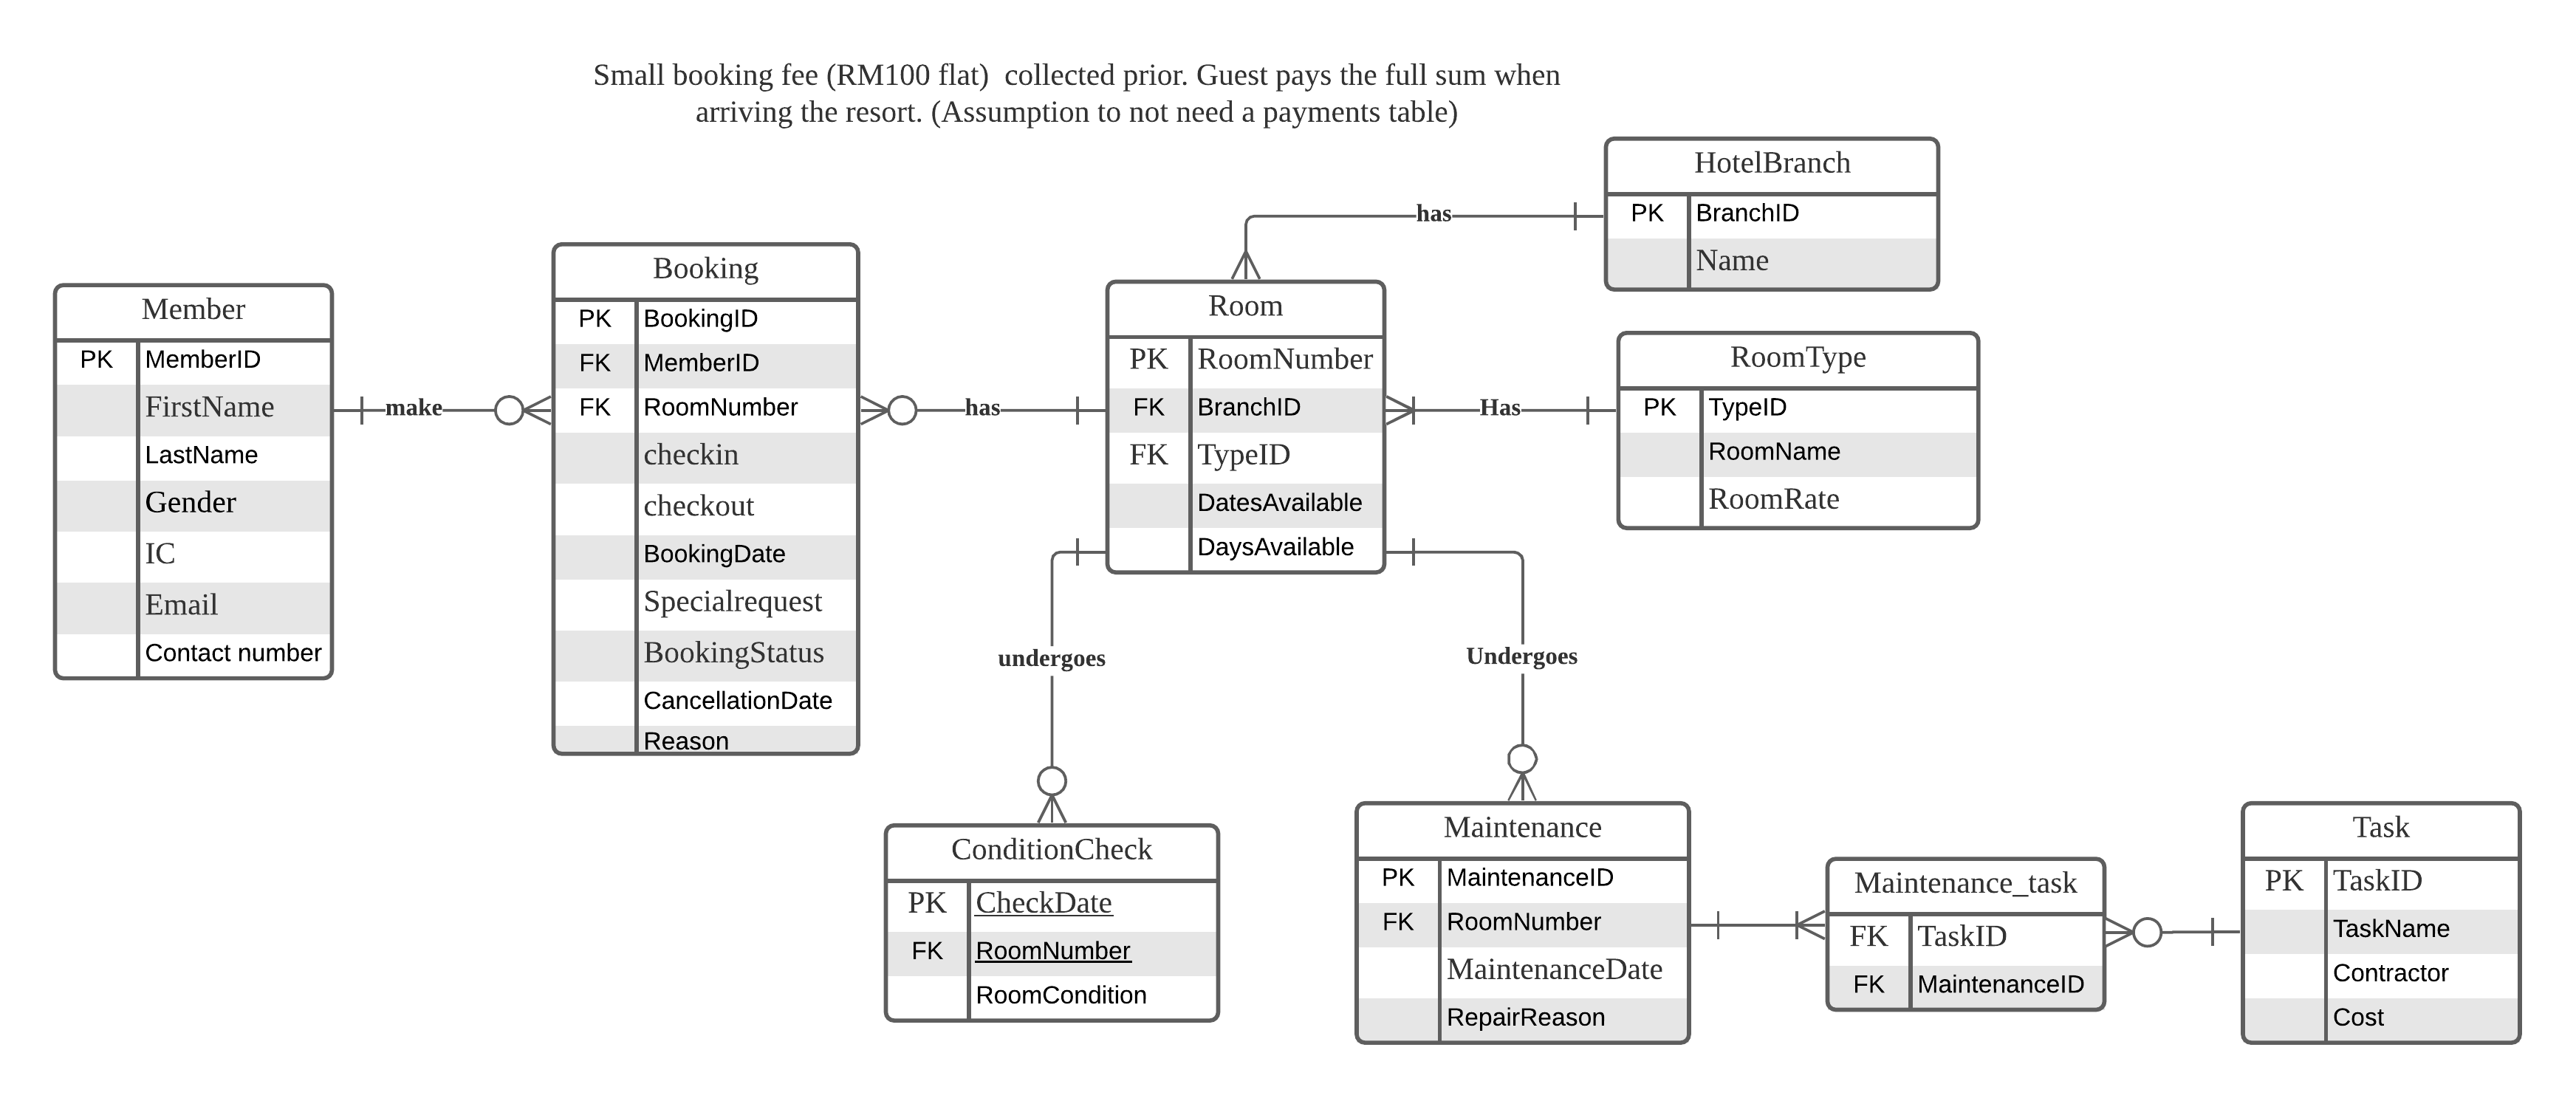 Small booking fee (RM100 flat)  collected prior. Guest pays the full sum when
arriving the resort. (Assumption to not need a payments table)
HotelBranch
PK BranchID
Name
has
Member
PK MemberID
FirstName
LastName
Gender
IC
Email
Contact number
make
Booking
PK BookingID
FK MemberID
FK RoomNumber
checkin
checkout
BookingDate
Specialrequest
BookingStatus
CancellationDate
Reason
has
Room
PK RoomNumber
FK BranchID
FK TypeID
DatesAvailable
DaysAvailable
Has
RoomType
PK TypeID
RoomName
RoomRate
undergoes
Undergoes
ConditionCheck
PK CheckDate
FK RoomNumber
RoomCondition
Maintenance
PK MaintenanceID
FK RoomNumber
MaintenanceDate
RepairReason
Maintenance_task
FK TaskID
FK MaintenanceID
Task
PK TaskID
TaskName
Contractor
Cost